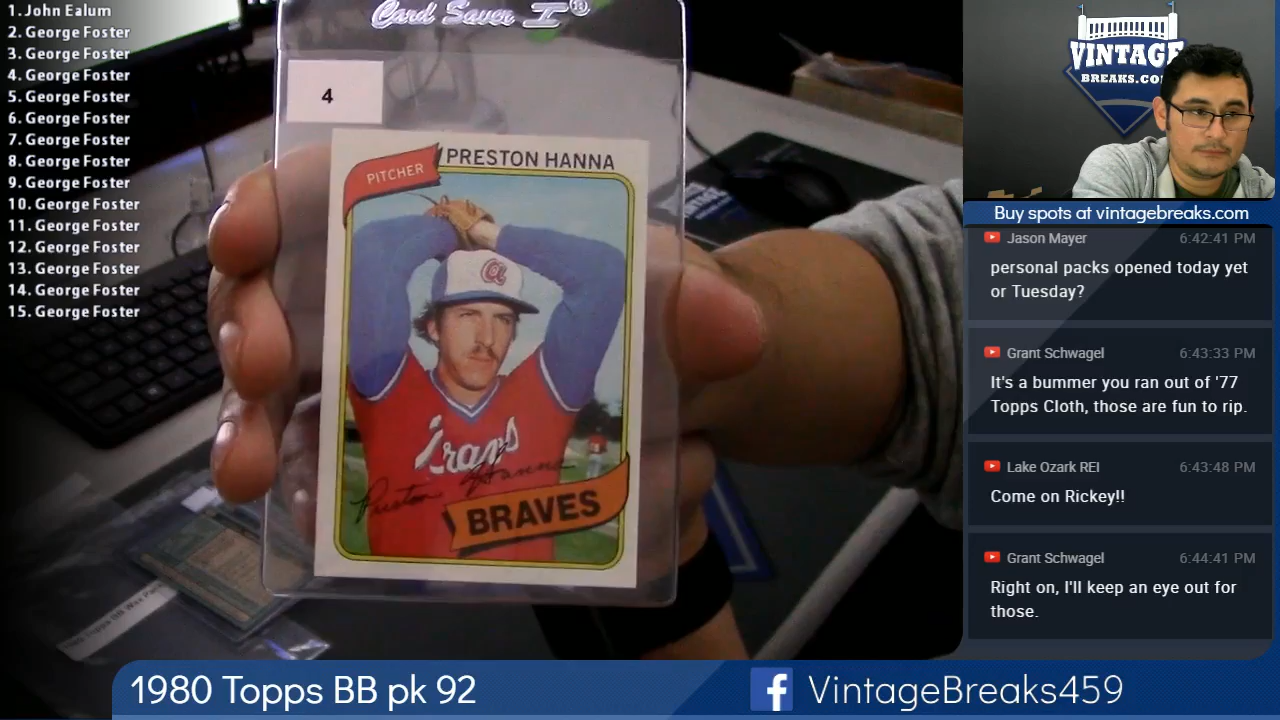 1. John Ealum
2. George Foster
3. George Foster
4. George Foster
5. George Foster
6. George Foster
7. George Foster
8. George Foster
9. George Foster
10. George Foster
11. George Foster
12. George Foster
13. George Foster
14. George Foster
15. George Foster
Card Saver I
4
PITCHER
PRESTON HANNA
a
Braves
Preston Hanna
BRAVES
VINTAGE
BREAKS.CO
Buy spots at vintagebreaks.com
Jason Mayer 6:42:41 PM
personal packs opened today yet
or Tuesday?
Grant Schwagel 6:43:33 PM
It's a bummer you ran out of '77
Topps Cloth, those are fun to rip.
Lake Ozark REI 6:43:48 PM
Come on Rickey!!
Grant Schwagel 6:44:41 PM
Right on, I'll keep an eye out for
those.
1980 Topps BB pk 92
f VintageBreaks459